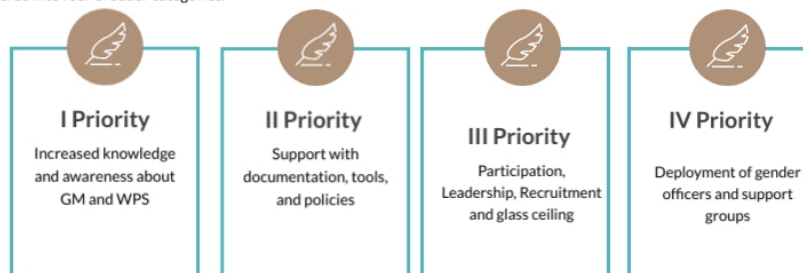 I Priority
Increased knowledge
and awareness about
GM and WPS
II Priority
Support with
documentation, tools,
and policies
III Priority
Participation,
Leadership, Recruitment
and glass ceiling
IV Priority
Deployment of gender
officers and support
groups